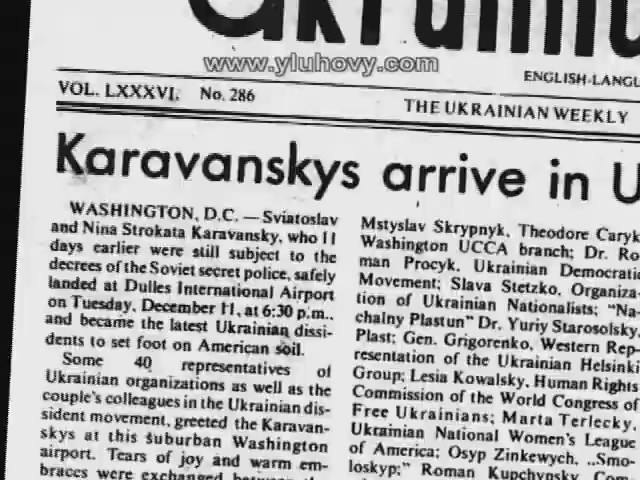 www.yluhovy.com
VOL. LXXXVI. No. 286
THE UKRAINIAN WEEKLY
Karavanskys arrive in
WASHINGTON, D.C. — Sviatoslav
and Nina Strokata Karavansky, who 11
days earlier were still subject to the
decrees of the Soviet secret police, safely
landed at Dulles International Airport
on Tuesday, December 11, at 6:30 p.m.,
and became the latest Ukrainian dissi-
dents to set foot on American soil.
Some 40 representatives of
Ukrainian organizations as well as the
couple's colleagues in the Ukrainian dis-
sident movement, greeted the Karavan-
skys at this suburban Washington
airport. Tears of joy and warm em-
braces were exchanged between
Mstyslav Skrypnyk, Theodore Caryk
Washington UCCA branch; Dr. Ro-
man Procyk, Ukrainian Democratic
Movement; Slava Stetzko, Organiza-
tion of Ukrainian Nationalists; "Na-
chalny Plastun" Dr. Yuriy Starosolsky,
Plast; Gen. Grigorenko, Western Rep-
resentation of the Ukrainian Helsinki
Group; Lesia Kowalsky, Human Rights
Commission of the World Congress of
Free Ukrainians; Marta Terlecky,
Ukrainian National Women's League
of America; Osyp Zinkewych, ,,Smo-
loskyp;" Roman Kupchynsky